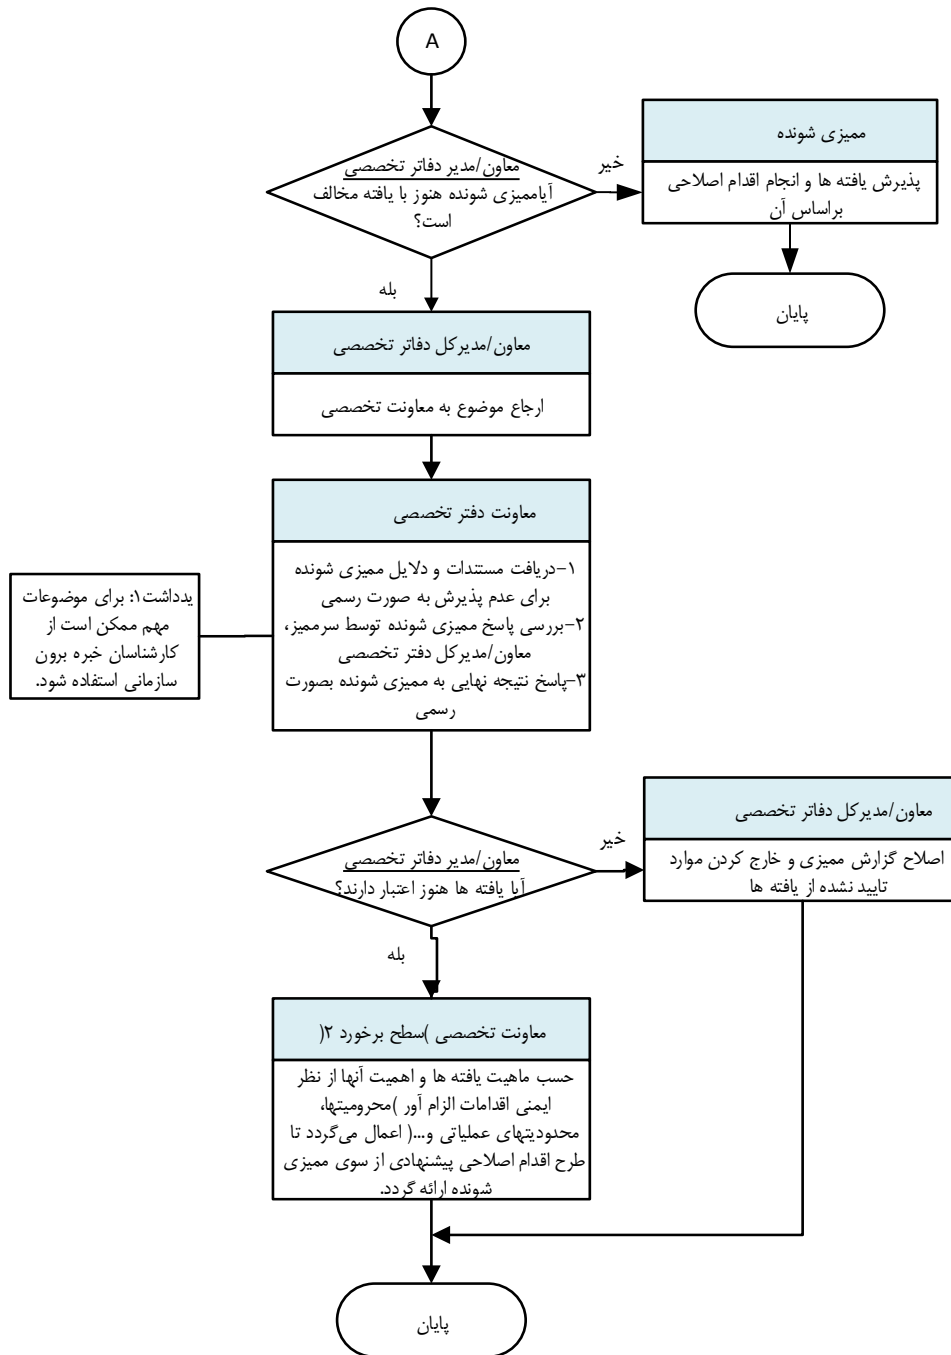 A
معاون/مدیر دفاتر تخصصی
آیاممیزی شونده هنوز با یافته مخالف
است؟
خیر
ممیزی شونده
پذیرش یافته ها و انجام اقدام اصلاحی
براساس آن
پایان
بله
معاون/مدیرکل دفاتر تخصصی
ارجاع موضوع به معاونت تخصصی
معاونت دفتر تخصصی
۱-دریافت مستندات و دلایل ممیزی شونده
برای عدم پذیرش به صورت رسمی
۲-بررسی پاسخ ممیزی شونده توسط سرممیز،
معاون/مدیرکل دفتر تخصصی
۳-پاسخ نتیجه نهایی به ممیزی شونده بصورت
رسمی
یدداشت۱: برای موضوعات
مهم ممکن است از
کارشناسان خبره برون
سازمانی استفاده شود.
معاون/مدیر دفاتر تخصصی
آیا یافته ها هنوز اعتبار دارند؟
خیر
معاون/مدیرکل دفاتر تخصصی
اصلاح گزارش ممیزی و خارج کردن موارد
تایید نشده از یافته ها
بله
معاونت تخصصی )سطح برخورد ۲(
حسب ماهیت یافته ها و اهمیت آنها از نظر
ایمنی اقدامات الزام آور )محرومیتها،
محدودیتهای عملیاتی و...( اعمال می‌گردد تا
طرح اقدام اصلاحی پیشنهادی از سوی ممیزی
شونده ارائه گردد.
پایان